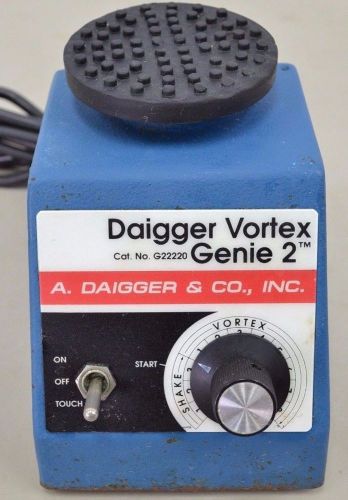 Daigger Vortex
Cat. No. G22220 Genie 2™
A. DAIGGER & CO., INC.
VORTEX
ON
START
OFF
SHAKE
TOUCH